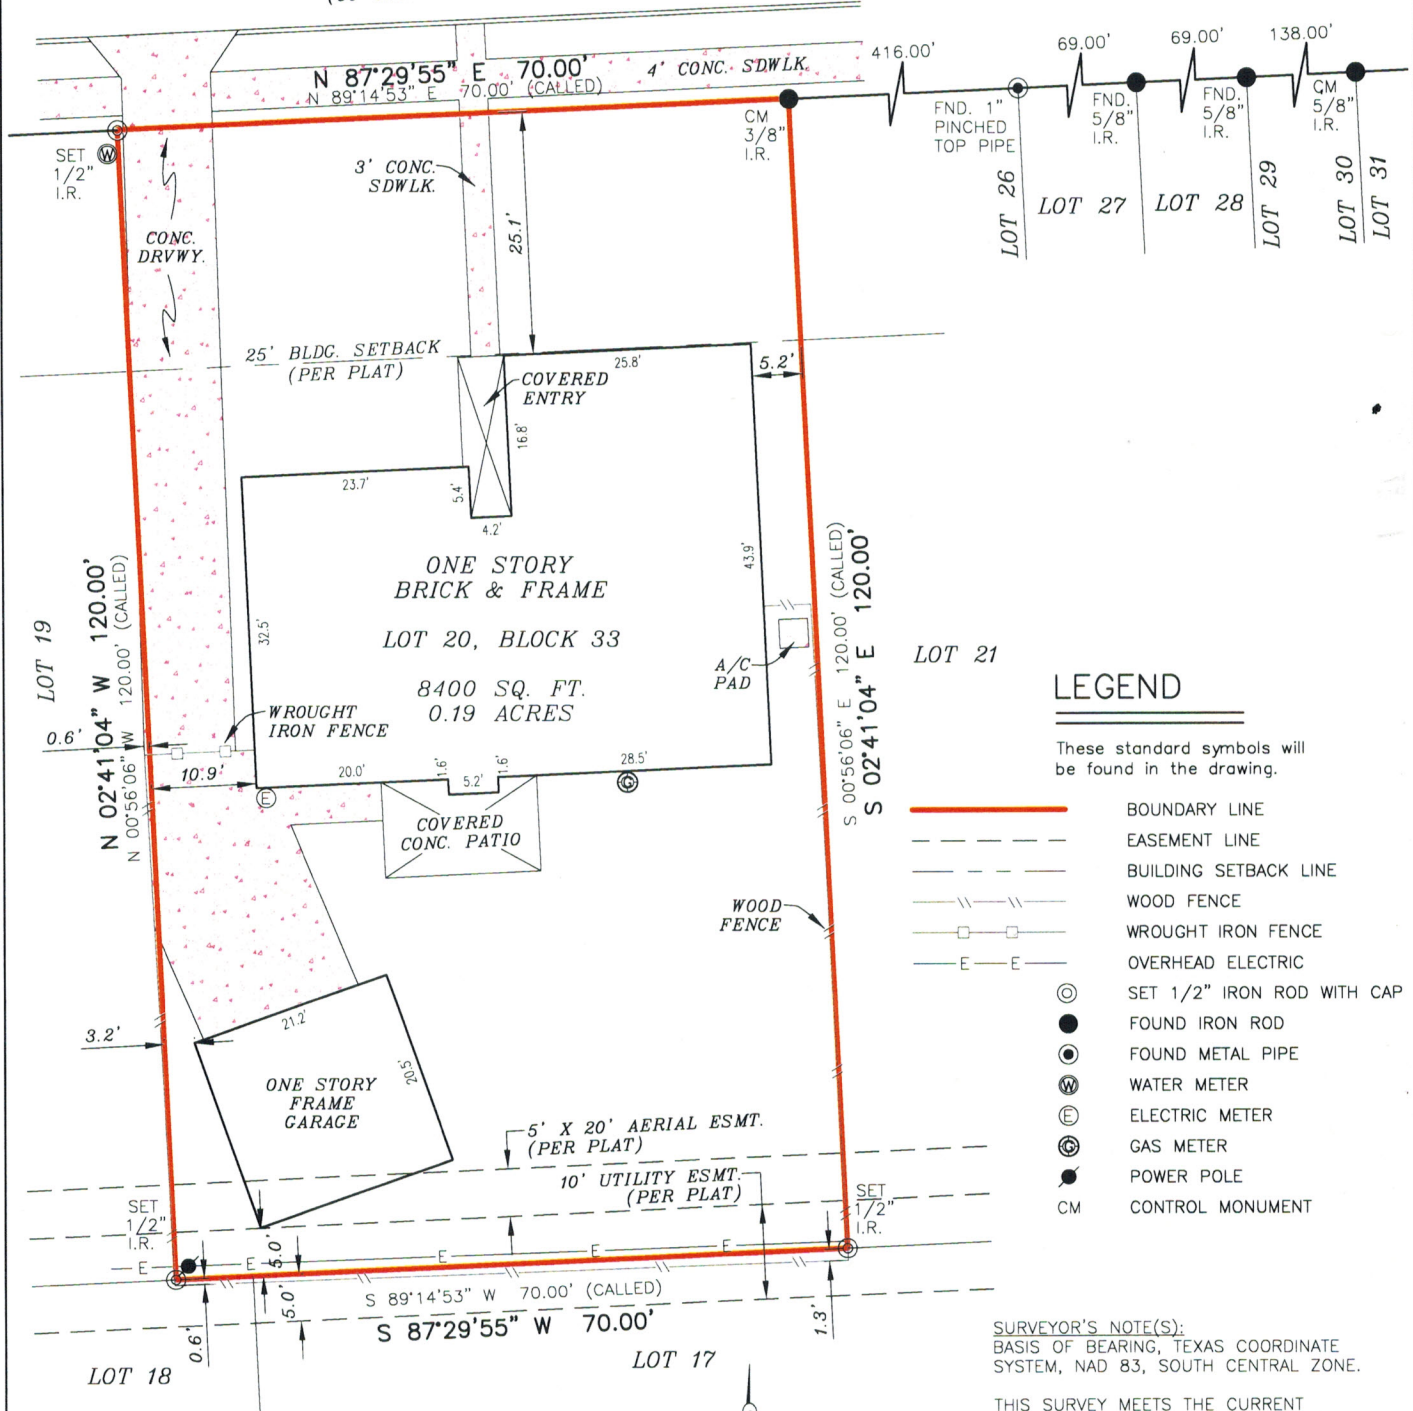 N 87°29'55" E 70.00'
N 89°14'53" E 70.00' (CALLED)
4' CONC. SDWLK.
416.00'
69.00'
69.00'
138.00'
SET
1/2"
I.R.
W
3' CONC.
SDWLK.
CM
3/8"
I.R.
FND. 1"
PINCHED
TOP PIPE
FND.
5/8"
I.R.
FND.
5/8"
I.R.
CM
5/8"
I.R.
LOT 26
LOT 27
LOT 28
LOT 29
LOT 30
LOT 31
CONC.
DRVWY.
25.1'
25' BLDG. SETBACK
(PER PLAT)
25.8'
5.2'
COVERED
ENTRY
16.8'
23.7'
5.4'
4.2'
ONE STORY
BRICK & FRAME
LOT 20, BLOCK 33
8400 SQ. FT.
0.19 ACRES
43.9'
32.5'
LOT 19
N 02°41'04" W 120.00'
N 00°56'06" W 120.00' (CALLED)
S 00°56'06" E 120.00' (CALLED)
S 02°41'04" E 120.00'
LOT 21
A/C
PAD
WROUGHT
IRON FENCE
0.6'
10.9'
20.0'
1.6'
5.2'
1.6'
28.5'
E
G
COVERED
CONC. PATIO
WOOD
FENCE
3.2'
21.2'
20.5'
ONE STORY
FRAME
GARAGE
5' X 20' AERIAL ESMT.
(PER PLAT)
10' UTILITY ESMT.
(PER PLAT)
SET
1/2"
I.R.
SET
1/2"
I.R.
E
E
E
E
E
5.0'
5.0'
0.6'
1.3'
S 89°14'53" W 70.00' (CALLED)
S 87°29'55" W 70.00'
LOT 18
LOT 17
LEGEND
These standard symbols will
be found in the drawing.
BOUNDARY LINE
EASEMENT LINE
BUILDING SETBACK LINE
WOOD FENCE
WROUGHT IRON FENCE
E E OVERHEAD ELECTRIC
SET 1/2" IRON ROD WITH CAP
FOUND IRON ROD
FOUND METAL PIPE
W WATER METER
E ELECTRIC METER
G GAS METER
POWER POLE
CM CONTROL MONUMENT
SURVEYOR'S NOTE(S):
BASIS OF BEARING, TEXAS COORDINATE
SYSTEM, NAD 83, SOUTH CENTRAL ZONE.
THIS SURVEY MEETS THE CURRENT